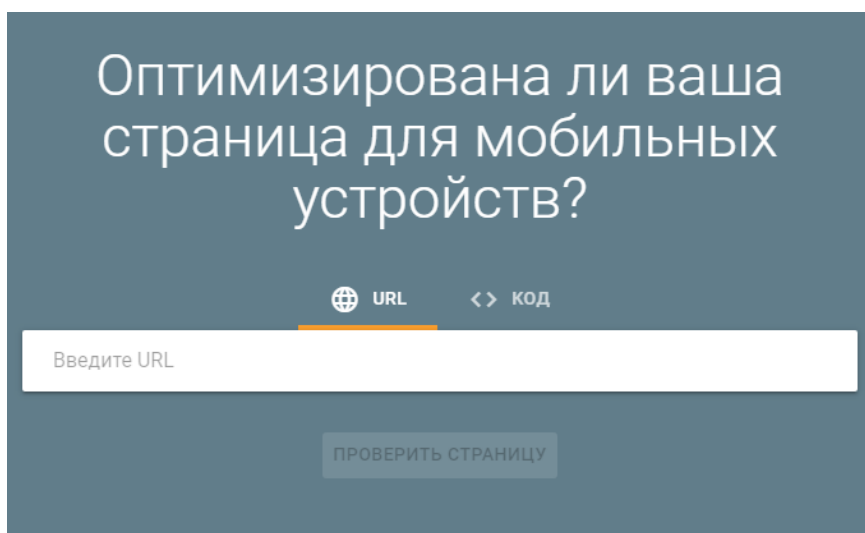 Оптимизирована ли ваша
страница для мобильных
устройств?
URL <> КОД
Введите URL
ПРОВЕРИТЬ СТРАНИЦУ